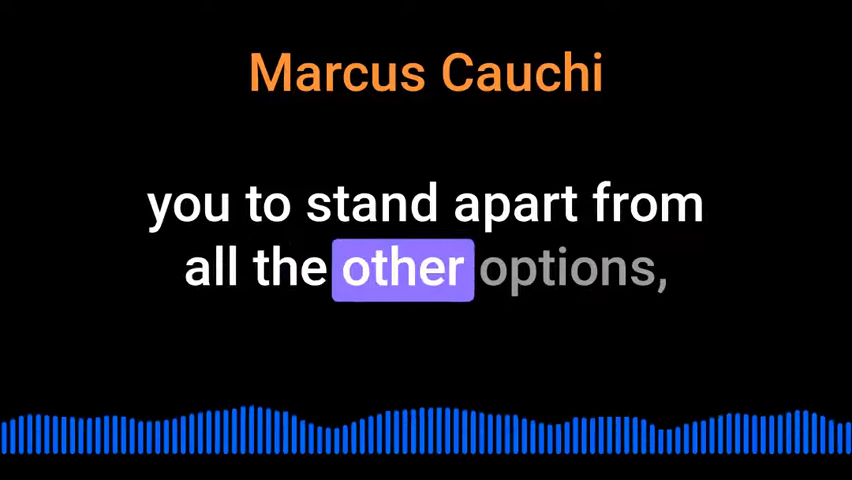 Marcus Cauchi
you to stand apart from
all the other options,